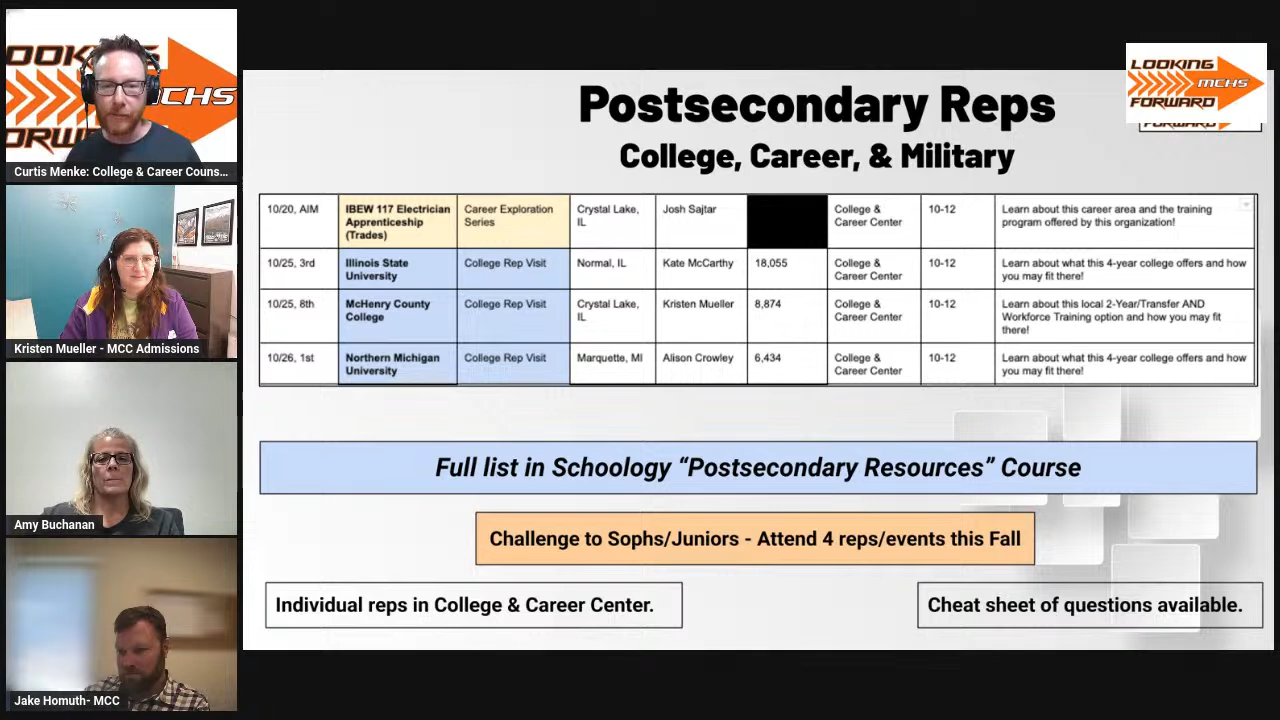 LOOKING
MCHS
FORWARD
Curtis Menke: College & Career Couns...
Kristen Mueller - MCC Admissions
Amy Buchanan
Jake Homuth- MCC
LOOKING
MCHS
FORWARD
FORWARD
Postsecondary Reps
College, Career, & Military
10/20, AIM
IBEW 117 Electrician
Apprenticeship
(Trades)
Career Exploration
Series
Crystal Lake,
IL
Josh Sajtar
College &
Career Center
10-12
Learn about this career area and the training
program offered by this organization!
10/25, 3rd
Illinois State
University
College Rep Visit
Normal, IL
Kate McCarthy
18,055
College &
Career Center
10-12
Learn about what this 4-year college offers and how
you may fit there!
10/25, 8th
McHenry County
College
College Rep Visit
Crystal Lake,
IL
Kristen Mueller
8,874
College &
Career Center
10-12
Learn about this local 2-Year/Transfer AND
Workforce Training option and how you may fit
there!
10/26, 1st
Northern Michigan
University
College Rep Visit
Marquette, MI
Alison Crowley
6,434
College &
Career Center
10-12
Learn about what this 4-year college offers and how
you may fit there!
Full list in Schoology “Postsecondary Resources” Course
Challenge to Sophs/Juniors - Attend 4 reps/events this Fall
Individual reps in College & Career Center.
Cheat sheet of questions available.